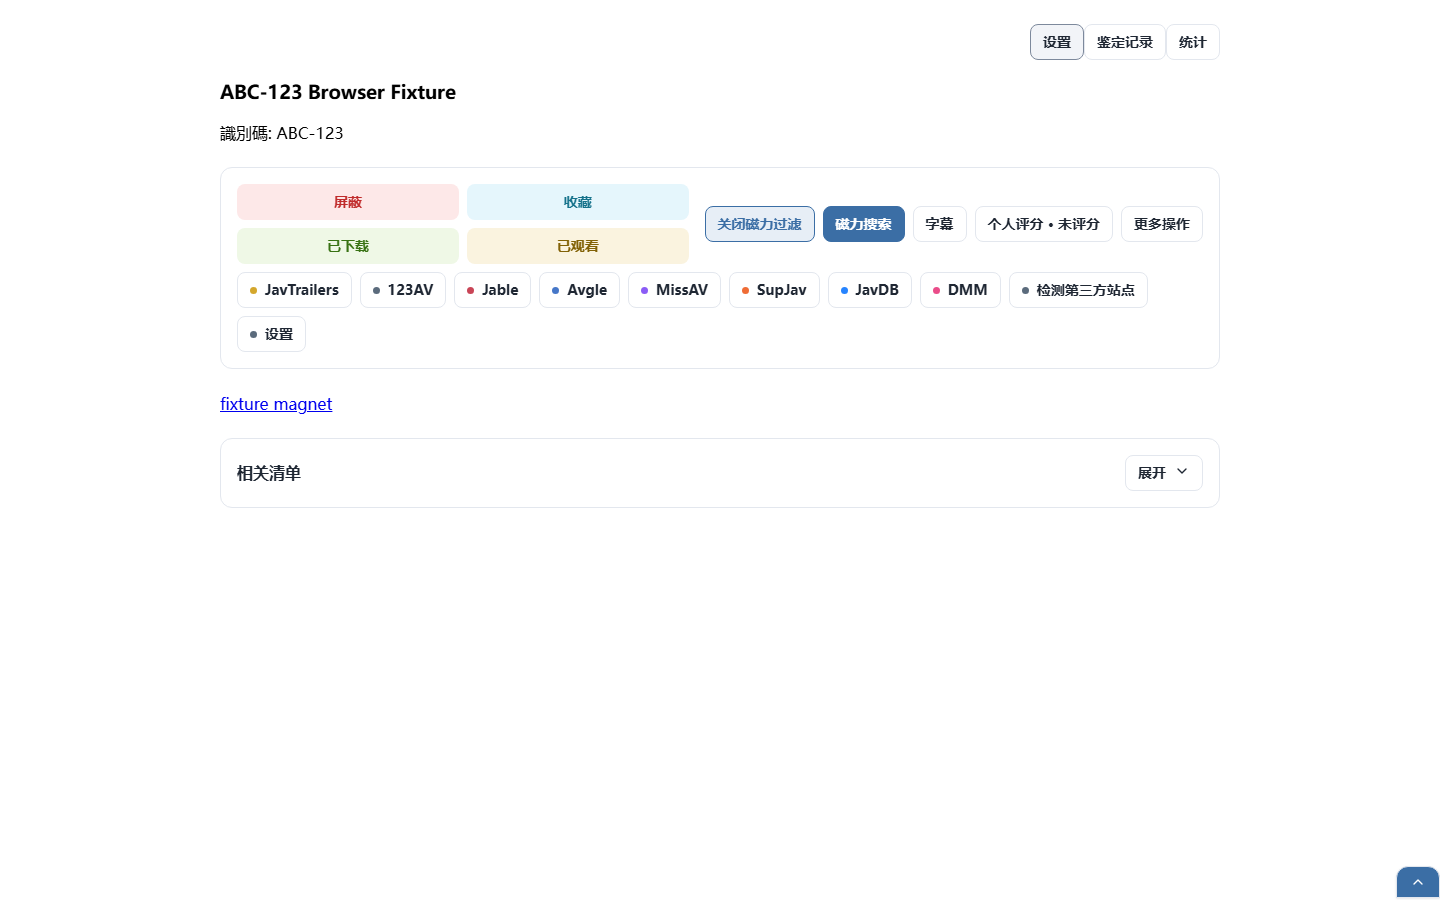 设置 鉴定记录 统计
ABC-123 Browser Fixture
識別碼: ABC-123
屏蔽 收藏
关闭磁力过滤 磁力搜索 字幕 个人评分 • 未评分 更多操作
已下载 已观看
JavTrailers 123AV Jable Avgle MissAV SupJav JavDB DMM 检测第三方站点
设置
fixture magnet
相关清单 展开